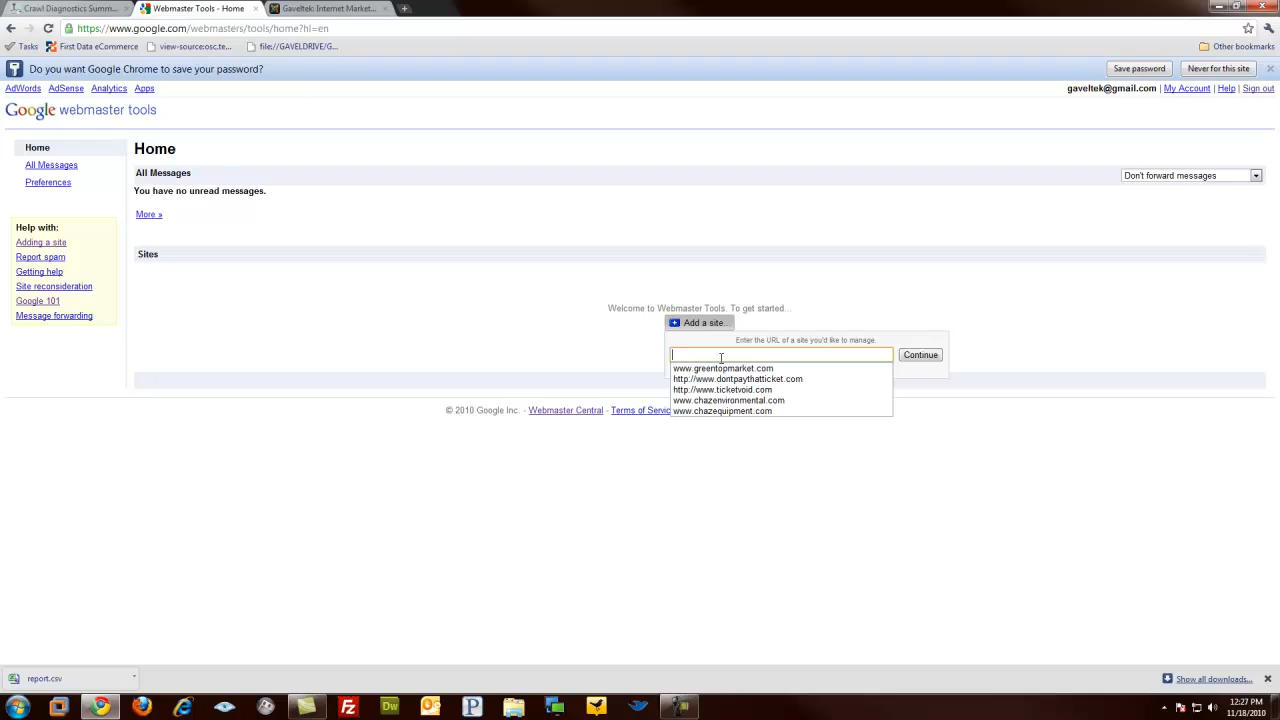 Crawl Diagnostics Summ...
Webmaster Tools - Home
Gaveltek: Internet Market...
https://www.google.com/webmasters/tools/home?hl=en
Tasks
First Data eCommerce
view-source:osc.te...
file://GAVELDRIVE/G...
Other bookmarks
Do you want Google Chrome to save your password?
Save password
Never for this site
AdWords AdSense Analytics Apps
gaveltek@gmail.com | My Account | Help | Sign out
Google webmaster tools
Home
All Messages
Preferences
Help with:
Adding a site
Report spam
Getting help
Site reconsideration
Google 101
Message forwarding
Home
All Messages
Don't forward messages
You have no unread messages.
More »
Sites
Welcome to Webmaster Tools. To get started...
Add a site...
Enter the URL of a site you'd like to manage.
Continue
www.greentopmarket.com
http://www.dontpaythatticket.com
http://www.ticketvoid.com
www.chazenvironmental.com
www.chazequipment.com
© 2010 Google Inc. - Webmaster Central - Terms of Servic
report.csv
Show all downloads...
Dw
12:27 PM
11/18/2010